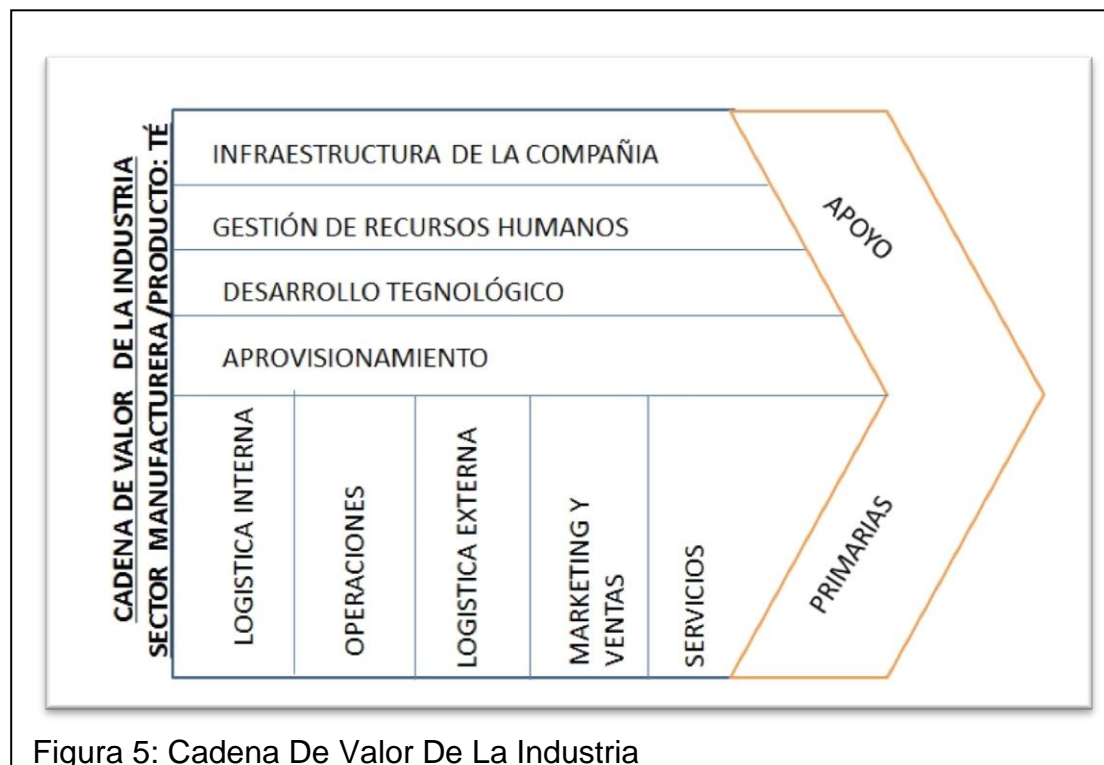 CADENA DE VALOR DE LA INDUSTRIA
SECTOR MANUFACTURERA/PRODUCTO: TÉ
INFRAESTRUCTURA DE LA COMPAÑIA
GESTIÓN DE RECURSOS HUMANOS
DESARROLLO TEGNOLÓGICO
APROVISIONAMIENTO
LOGISTICA INTERNA
OPERACIONES
LOGISTICA EXTERNA
MARKETING Y
VENTAS
SERVICIOS
APOYO
PRIMARIAS
Figura 5: Cadena De Valor De La Industria